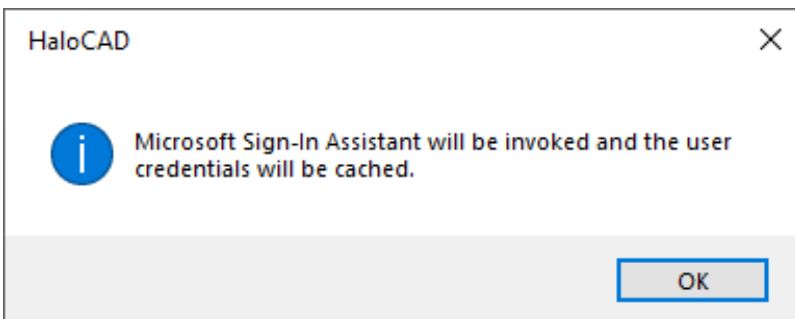 HaloCAD
Microsoft Sign-In Assistant will be invoked and the user
credentials will be cached.
OK